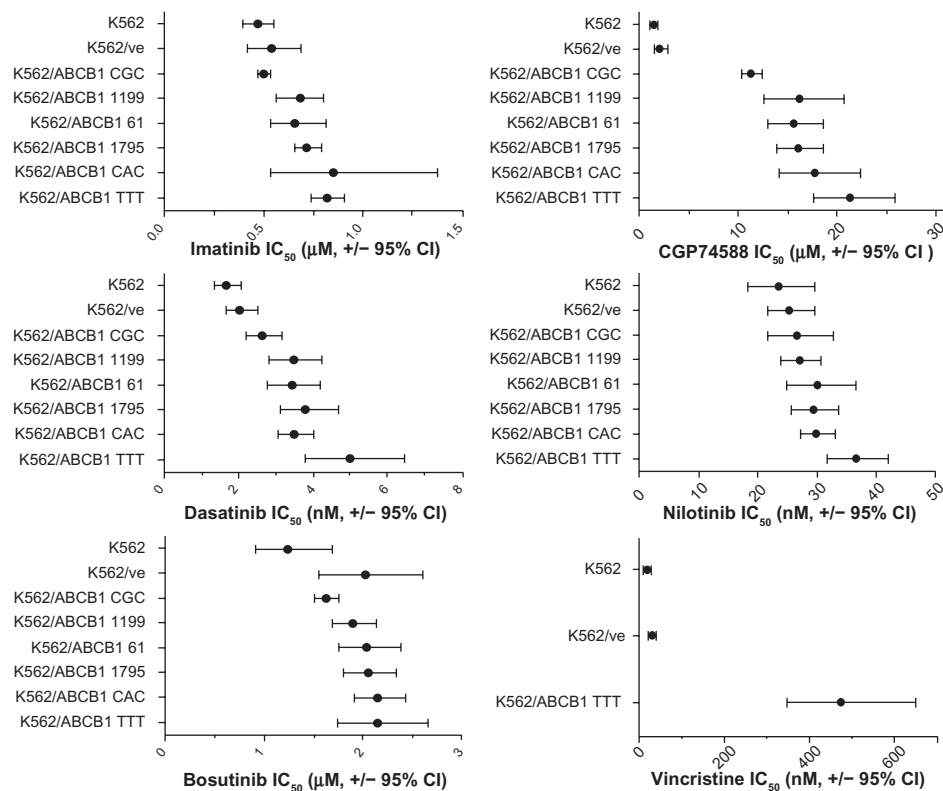 K562
K562/ve
K562/ABCB1 CGC
K562/ABCB1 1199
K562/ABCB1 61
K562/ABCB1 1795
K562/ABCB1 CAC
K562/ABCB1 TTT
0.0
0.5
1.0
1.5
Imatinib IC50 (μM, +/− 95% CI)
K562
K562/ve
K562/ABCB1 CGC
K562/ABCB1 1199
K562/ABCB1 61
K562/ABCB1 1795
K562/ABCB1 CAC
K562/ABCB1 TTT
0
10
20
30
CGP74588 IC50 (μM, +/− 95% CI )
K562
K562/ve
K562/ABCB1 CGC
K562/ABCB1 1199
K562/ABCB1 61
K562/ABCB1 1795
K562/ABCB1 CAC
K562/ABCB1 TTT
0
2
4
6
8
Dasatinib IC50 (nM, +/− 95% CI)
K562
K562/ve
K562/ABCB1 CGC
K562/ABCB1 1199
K562/ABCB1 61
K562/ABCB1 1795
K562/ABCB1 CAC
K562/ABCB1 TTT
0
10
20
30
40
50
Nilotinib IC50 (nM, +/− 95% CI)
K562
K562/ve
K562/ABCB1 CGC
K562/ABCB1 1199
K562/ABCB1 61
K562/ABCB1 1795
K562/ABCB1 CAC
K562/ABCB1 TTT
0
1
2
3
Bosutinib IC50 (μM, +/− 95% CI)
K562
K562/ve
K562/ABCB1 TTT
0
200
400
600
Vincristine IC50 (nM, +/− 95% CI)